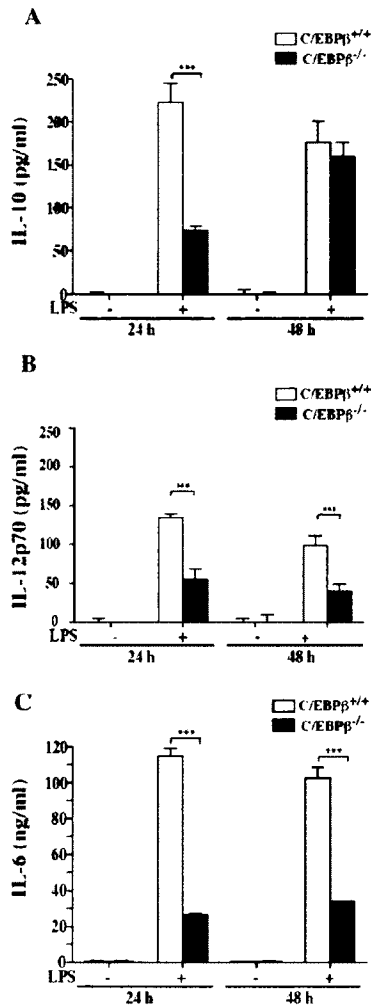 A
C/EBPβ+/+
C/EBPβ-/-
250
200
150
100
50
0
IL-10 (pg/ml)
***
LPS - + - +
24 h 48 h
B
C/EBPβ+/+
C/EBPβ-/-
250
200
150
100
50
0
IL-12p70 (pg/ml)
*** ***
LPS - + - +
24 h 48 h
C
C/EBPβ+/+
C/EBPβ-/-
120
100
80
60
40
20
0
IL-6 (ng/ml)
*** ***
LPS - + - +
24 h 48 h